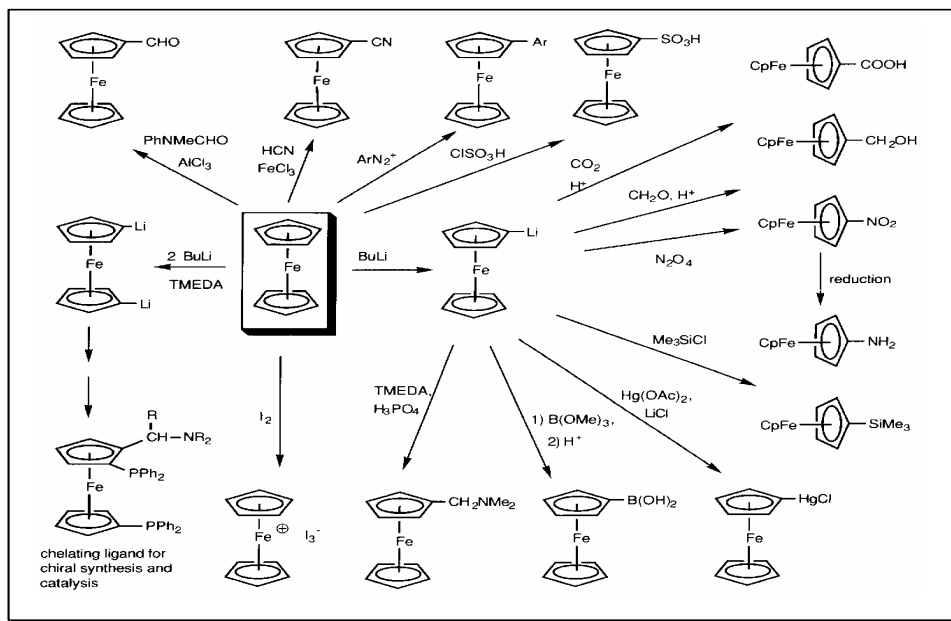 CHO
Fe
PhNMeCHO
AlCl3
CN
Fe
HCN
FeCl3
Ar
Fe
ArN2+
SO3H
Fe
ClSO3H
CpFe
COOH
CO2
H+
CpFe
CH2OH
CH2O, H+
CpFe
NO2
N2O4
reduction
CpFe
NH2
Me3SiCl
CpFe
SiMe3
Li
Fe
Li
2 BuLi
TMEDA
Fe
BuLi
Li
Fe
R
CH
NR2
PPh2
Fe
PPh2
chelating ligand for
chiral synthesis and
catalysis
I2
Fe
⊕
I3-
TMEDA,
H3PO4
CH2NMe2
Fe
1) B(OMe)3,
2) H+
B(OH)2
Fe
Hg(OAc)2,
LiCl
HgCl
Fe